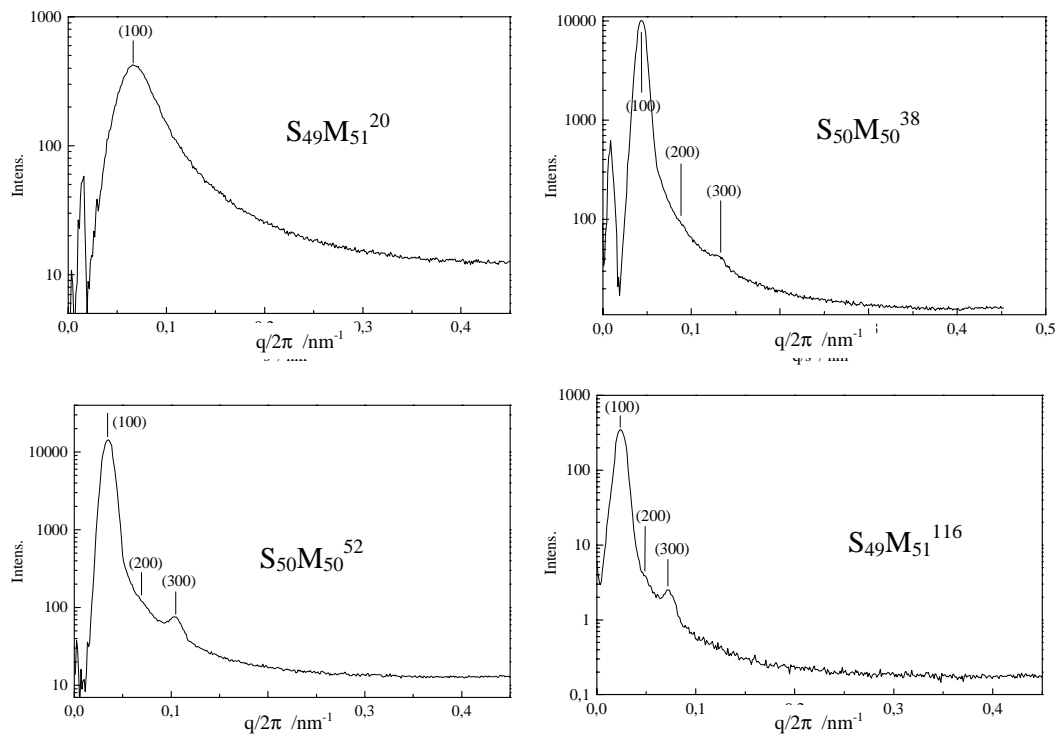 1000
(100)
100
10
Intens.
S49M51^20
0,0 0,1 0,3 0,4
q/2π /nm^-1
10000
1000
100
Intens.
(100)
(200)
(300)
S50M50^38
0,0 0,1 0,4 0,5
q/2π /nm^-1
10000
1000
100
10
Intens.
(100)
(200)
(300)
S50M50^52
0,0 0,1 0,3 0,4
q/2π /nm^-1
1000
100
10
1
0,1
Intens.
(100)
(200)
(300)
S49M51^116
0,0 0,1 0,2 0,3 0,4
q/2π /nm^-1